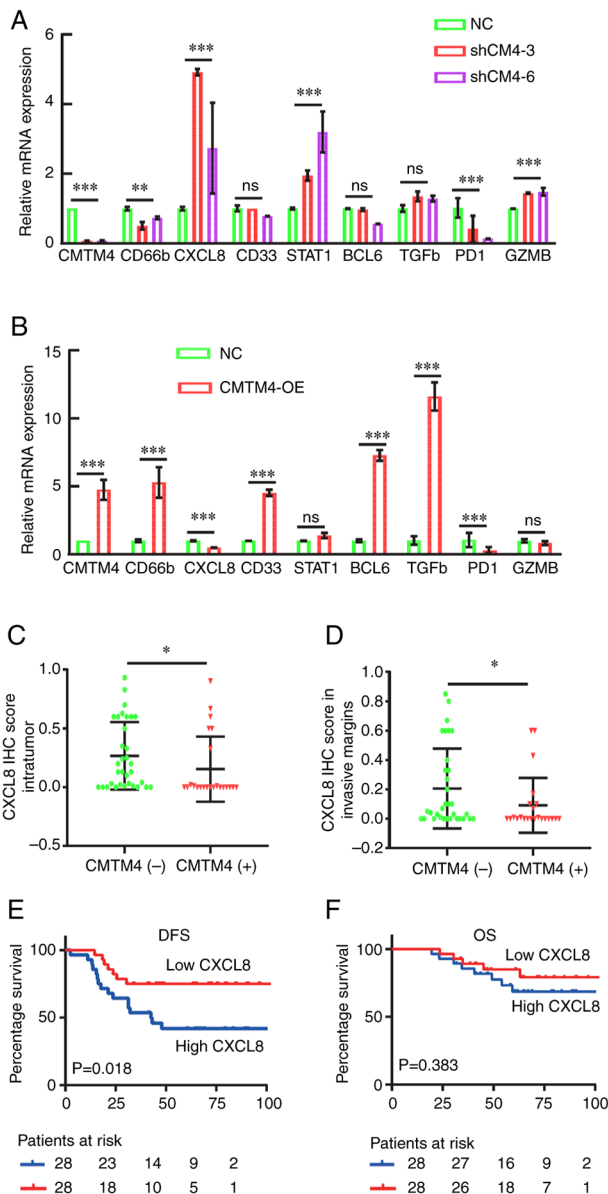 A
NC
shCM4-3
shCM4-6
Relative mRNA expression
6
4
2
0
*** ** *** ns *** ns ns *** ***
CMTM4 CD66b CXCL8 CD33 STAT1 BCL6 TGFb PD1 GZMB
B
NC
CMTM4-OE
Relative mRNA expression
15
10
5
0
*** *** *** *** ns *** *** *** ns
CMTM4 CD66b CXCL8 CD33 STAT1 BCL6 TGFb PD1 GZMB
C
CXCL8 IHC score
intratumor
1.0
0.5
0.0
–0.5
*
CMTM4 (–) CMTM4 (+)
D
CXCL8 IHC score in
invasive margins
1.0
0.8
0.6
0.4
0.2
0.0
–0.2
*
CMTM4 (–) CMTM4 (+)
E
DFS
Percentage survival
100
50
0
Low CXCL8
High CXCL8
P=0.018
0 25 50 75 100
Patients at risk
28 23 14 9 2
28 18 10 5 1
F
OS
Percentage survival
100
50
0
Low CXCL8
High CXCL8
P=0.383
0 25 50 75 100
Patients at risk
28 27 16 9 2
28 26 18 7 1